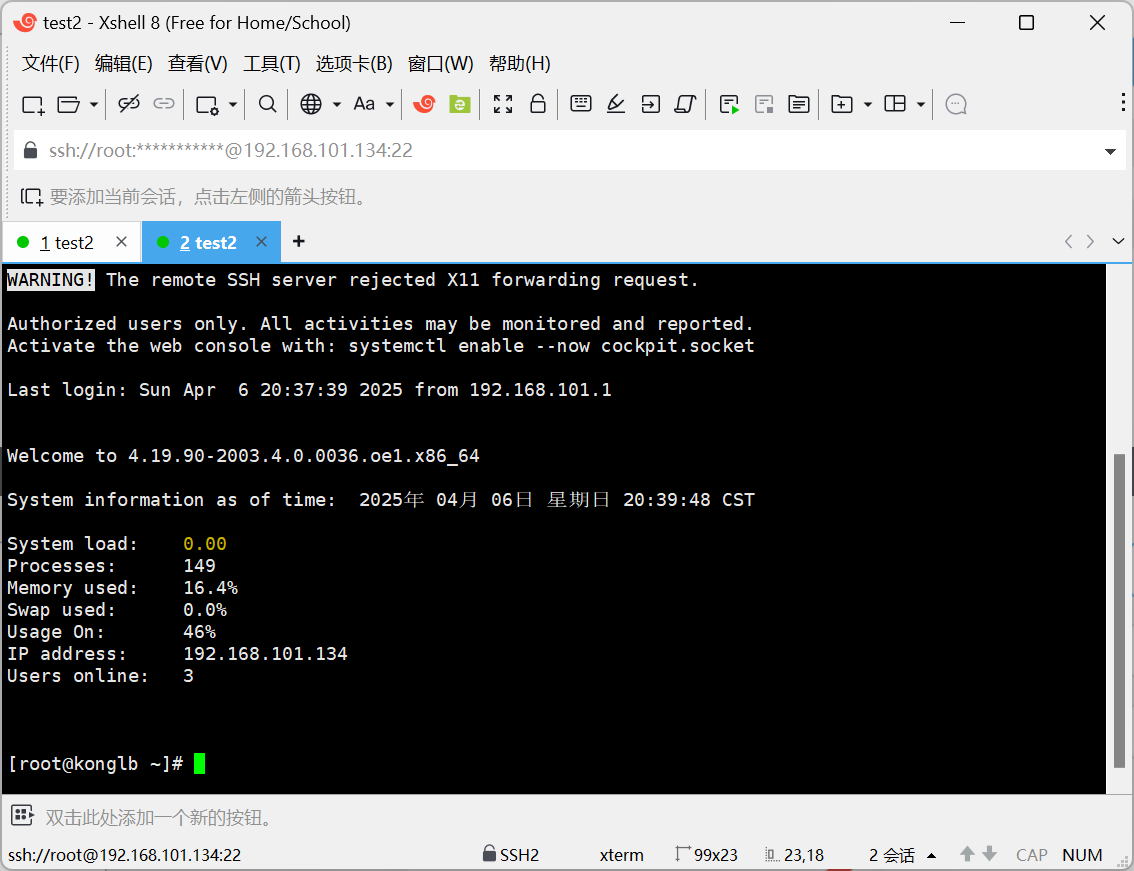 test2 - Xshell 8 (Free for Home/School)
文件(F) 编辑(E) 查看(V) 工具(T) 选项卡(B) 窗口(W) 帮助(H)
Aa
ssh://root:***********@192.168.101.134:22
要添加当前会话，点击左侧的箭头按钮。
1 test2 2 test2
WARNING! The remote SSH server rejected X11 forwarding request.
Authorized users only. All activities may be monitored and reported.
Activate the web console with: systemctl enable --now cockpit.socket
Last login: Sun Apr  6 20:37:39 2025 from 192.168.101.1
Welcome to 4.19.90-2003.4.0.0036.oe1.x86_64
System information as of time:  2025年 04月 06日 星期日 20:39:48 CST
System load:    0.00
Processes:      149
Memory used:    16.4%
Swap used:      0.0%
Usage On:       46%
IP address:     192.168.101.134
Users online:   3
[root@konglb ~]#
双击此处添加一个新的按钮。
ssh://root@192.168.101.134:22 SSH2 xterm 99x23 23,18 2 会话 CAP NUM